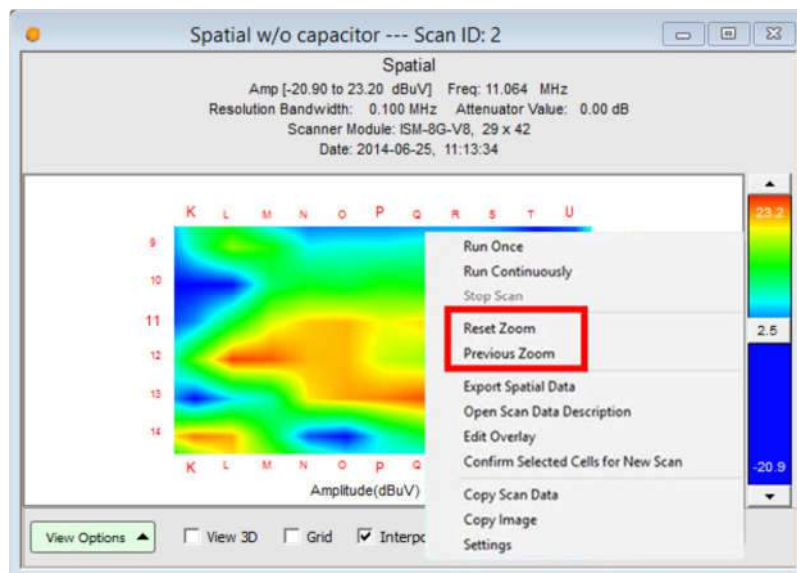 Spatial w/o capacitor --- Scan ID: 2
Spatial
Amp [-20.90 to 23.20 dBuV] Freq: 11.064 MHz
Resolution Bandwidth: 0.100 MHz Attenuator Value: 0.00 dB
Scanner Module: ISM-8G-V8, 29 x 42
Date: 2014-06-25, 11:13:34
K L M N O P Q R S T U
23.2
9
Run Once
10
Run Continuously
Stop Scan
11
Reset Zoom
2.5
12
Previous Zoom
13
Export Spatial Data
Open Scan Data Description
14
Edit Overlay
K L M N O P Q
Confirm Selected Cells for New Scan
-20.9
Amplitude(dBuV)
Copy Scan Data
Copy Image
Settings
View Options View 3D Grid Interpo